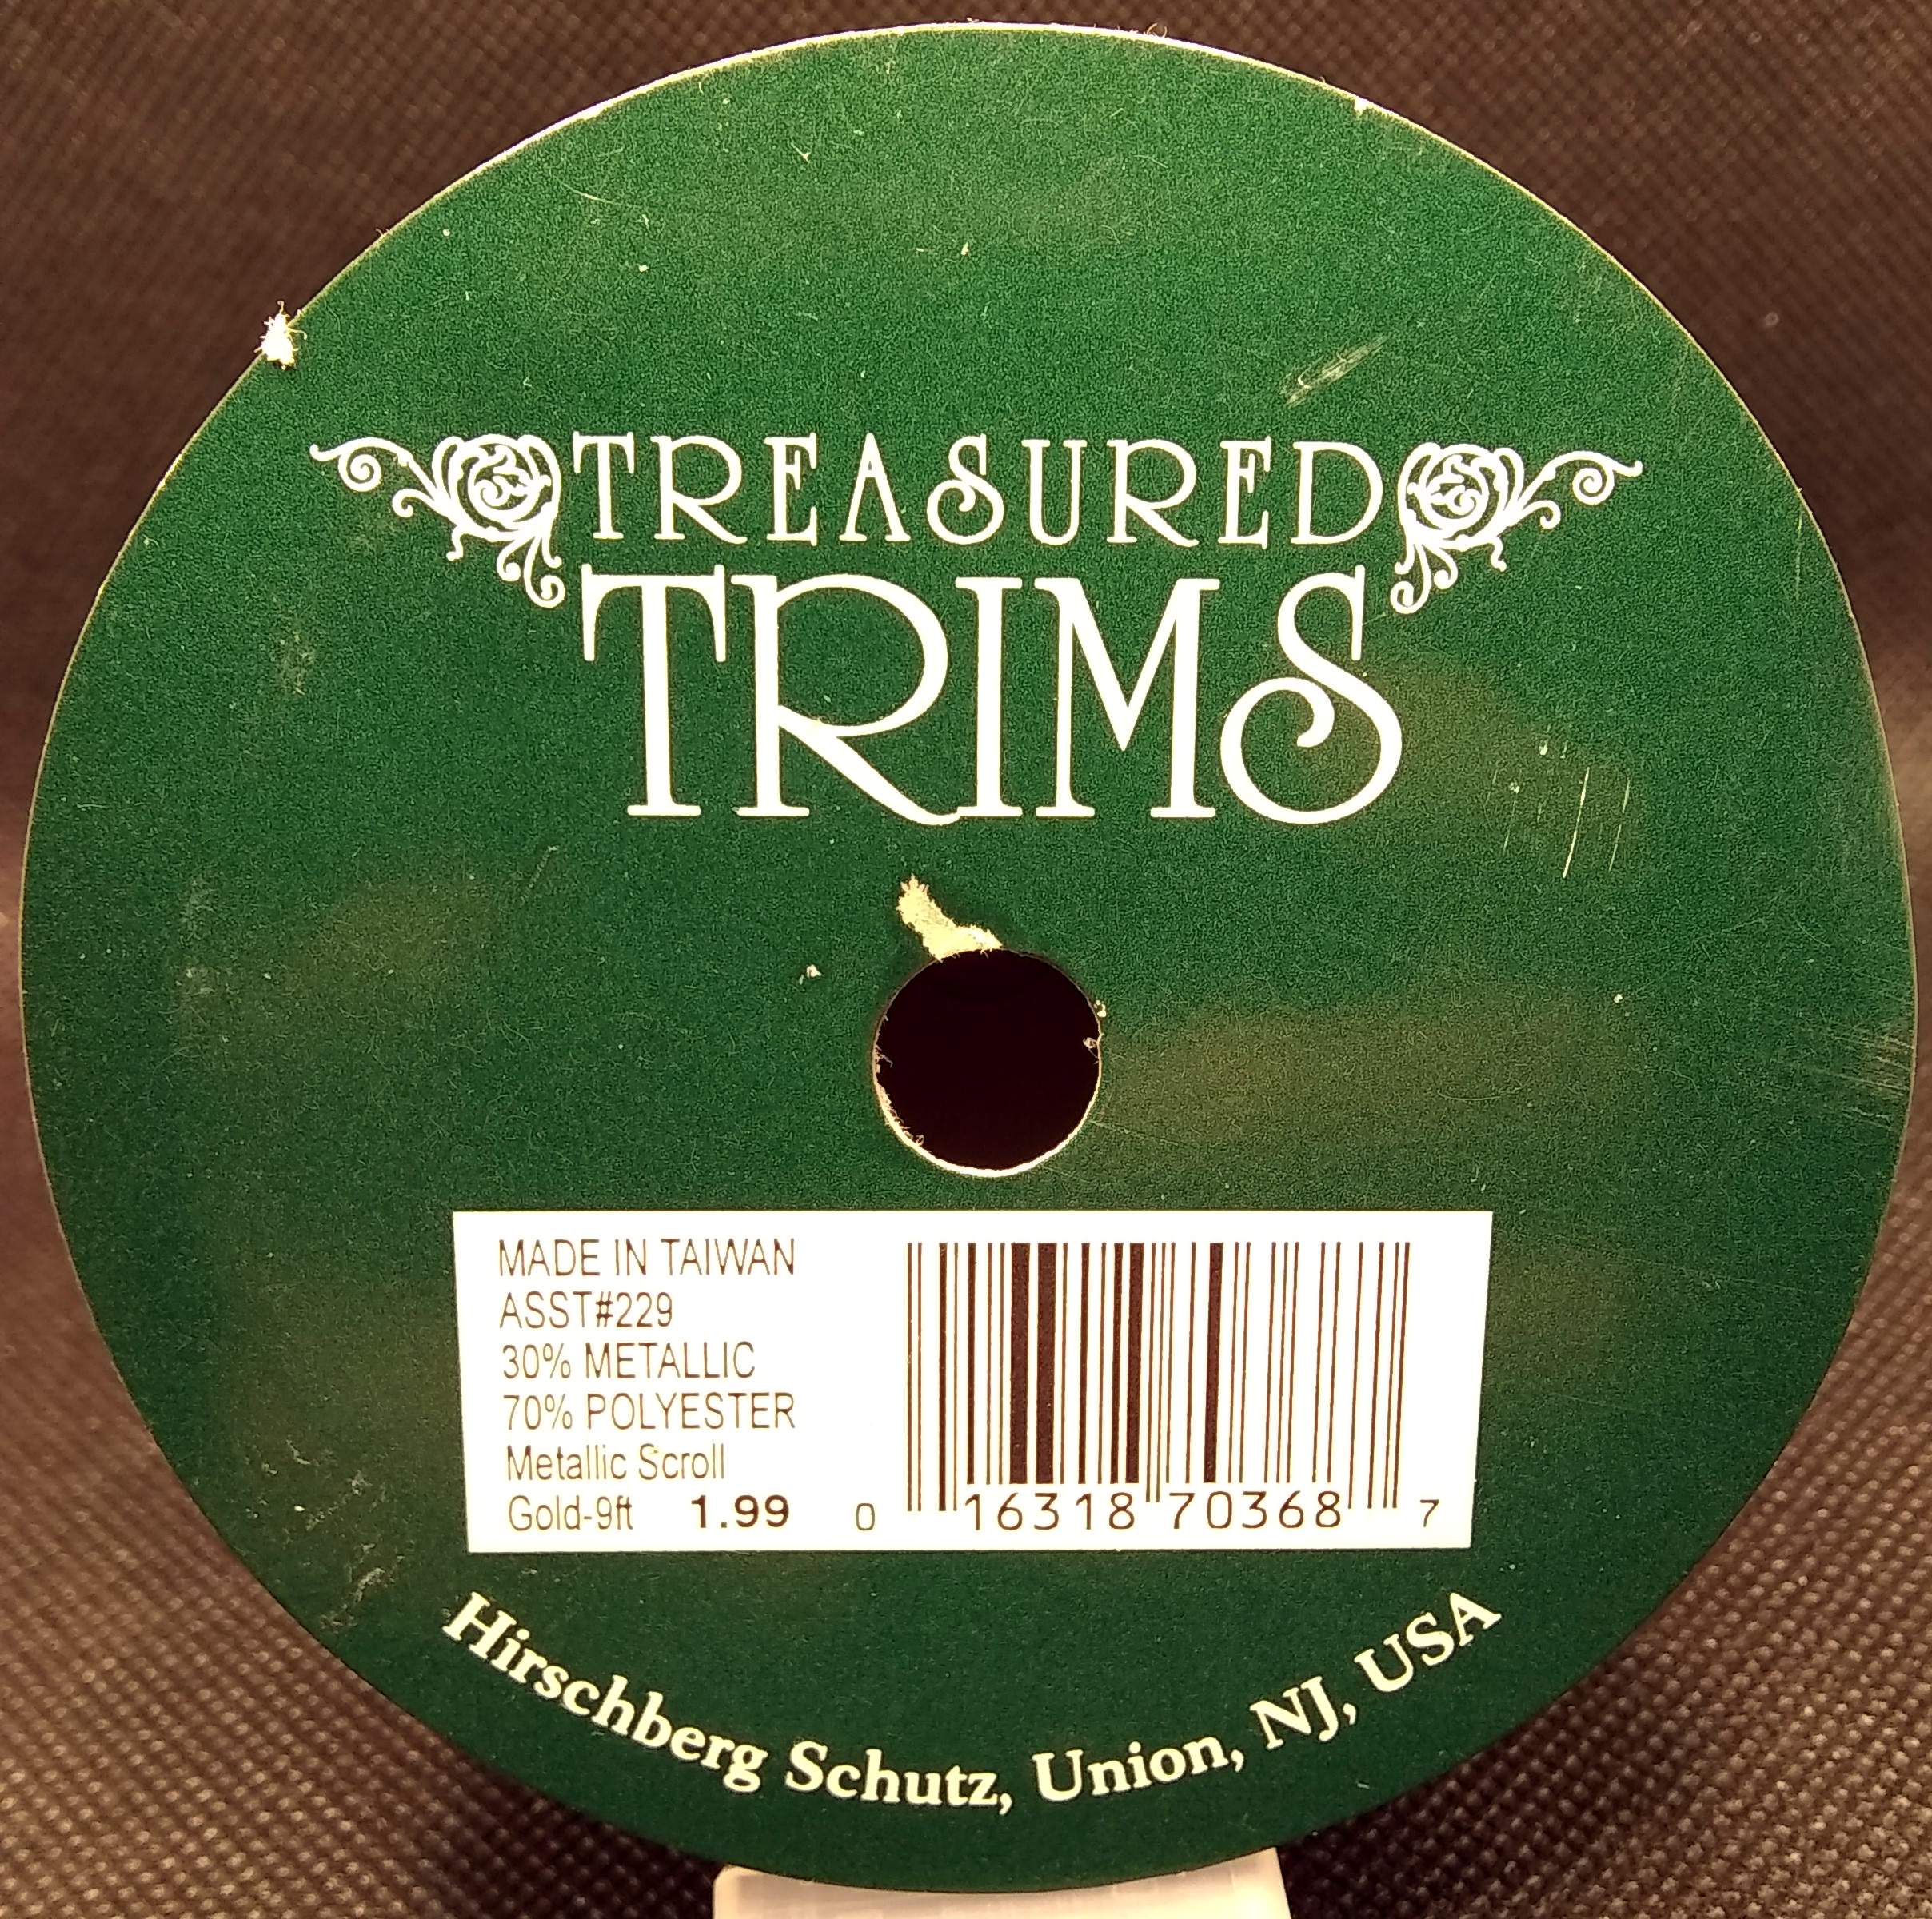 TREASURED
TRIMS
MADE IN TAIWAN
ASST#229
30% METALLIC
70% POLYESTER
Metallic Scroll
Gold-9ft 1.99
0 16318 70368 7
Hirschberg Schutz, Union, NJ, USA